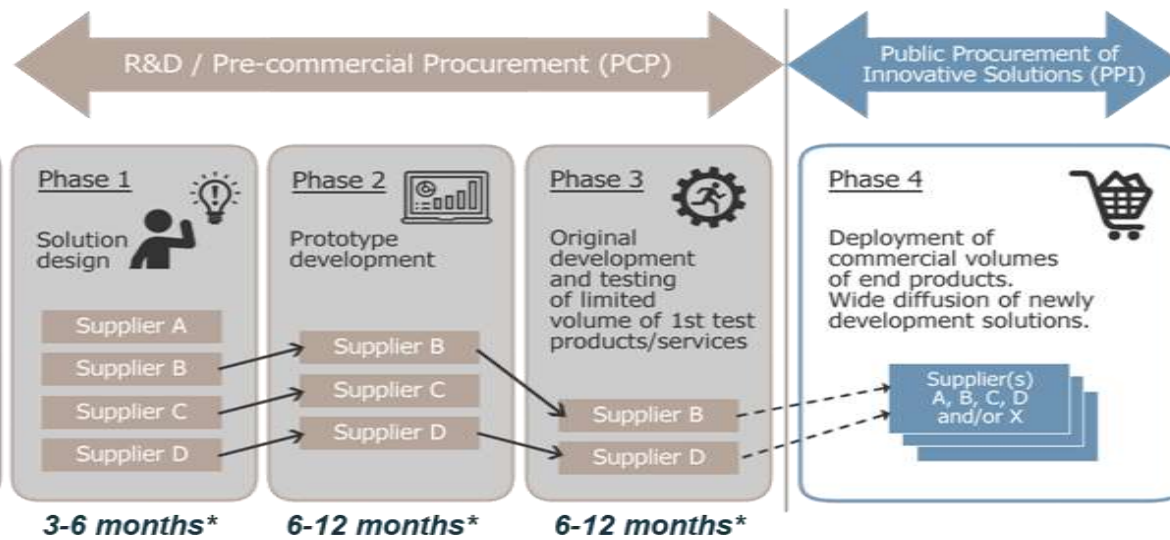 R&D / Pre-commercial Procurement (PCP)
Public Procurement of
Innovative Solutions (PPI)
Phase 1
Solution
design
Supplier A
Supplier B
Supplier C
Supplier D
3-6 months*
Phase 2
Prototype
development
Supplier B
Supplier C
Supplier D
6-12 months*
Phase 3
Original
development
and testing
of limited
volume of 1st test
products/services
Supplier B
Supplier D
6-12 months*
Phase 4
Deployment of
commercial volumes
of end products.
Wide diffusion of newly
development solutions.
Supplier(s)
A, B, C, D
and/or X